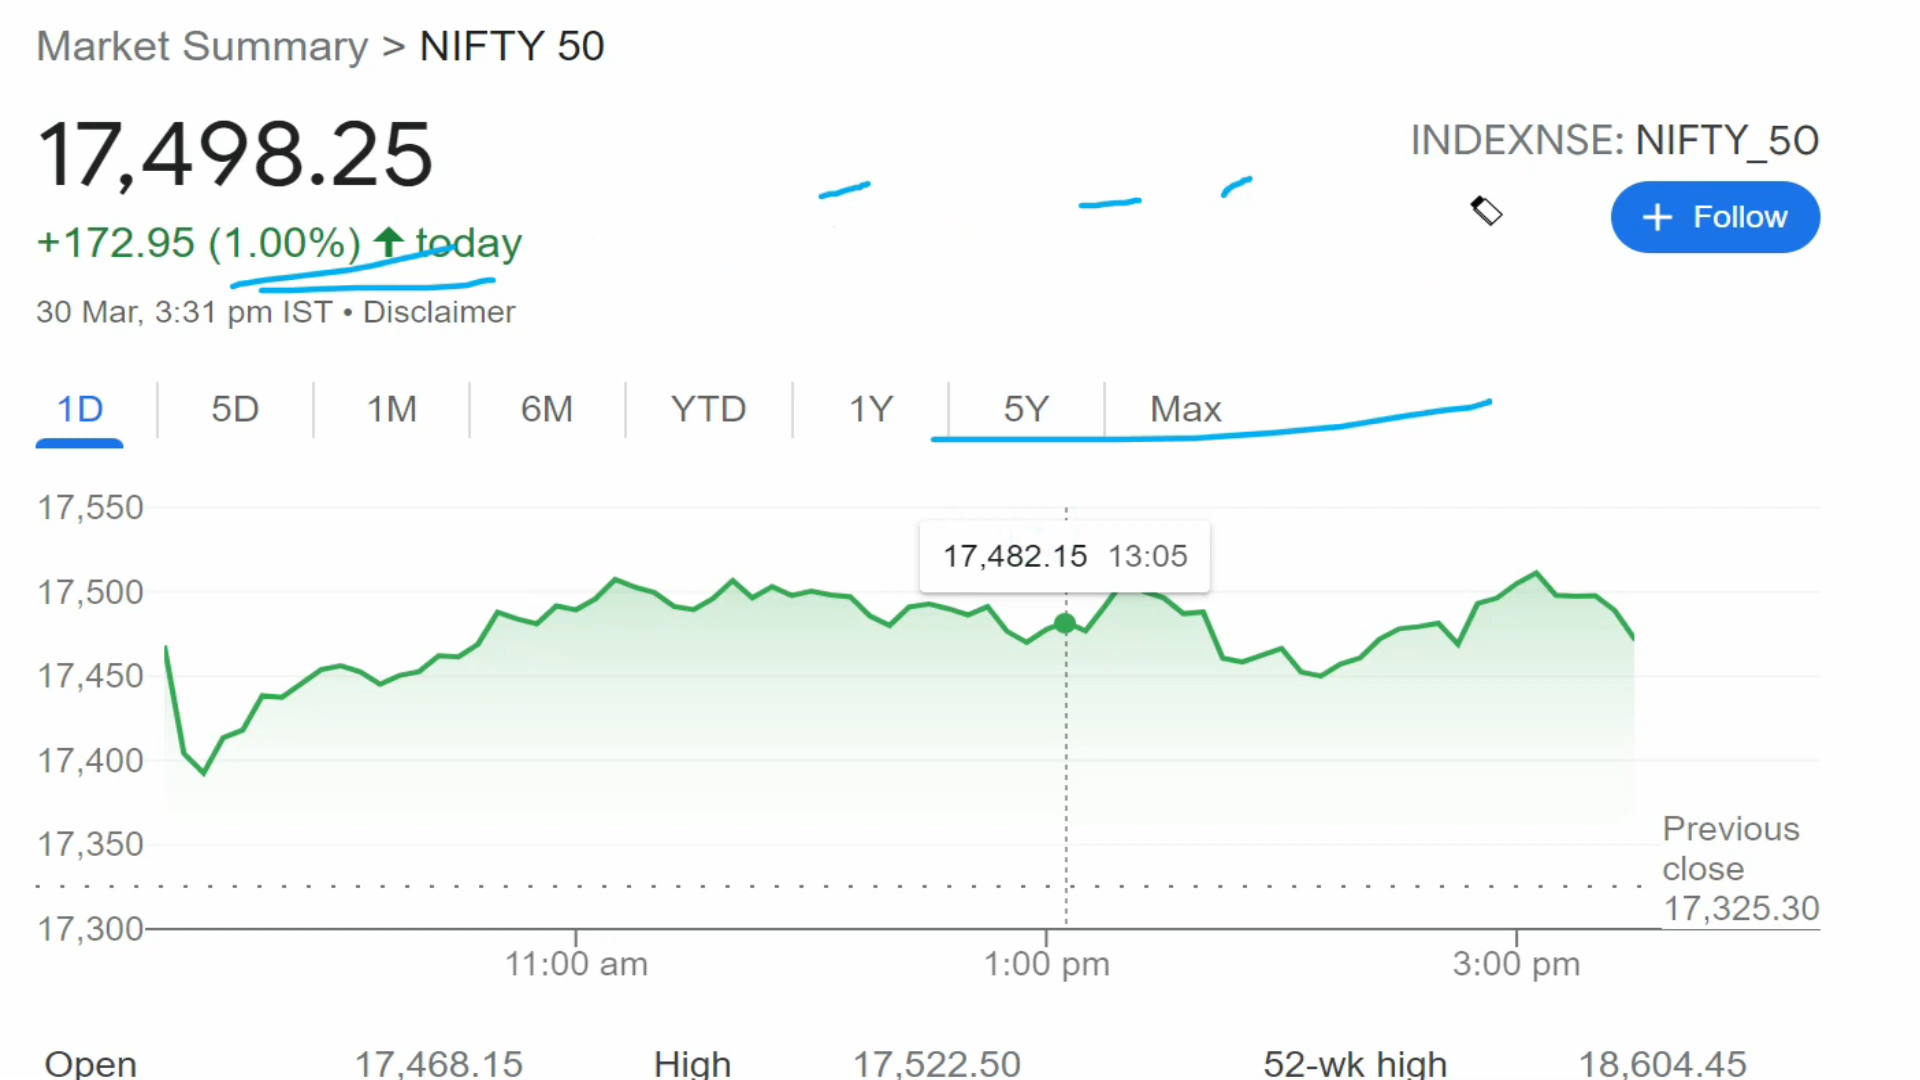 Market Summary > NIFTY 50
17,498.25
INDEXNSE: NIFTY_50
+172.95 (1.00%) ↑ today
+ Follow
30 Mar, 3:31 pm IST • Disclaimer
1D 5D 1M 6M YTD 1Y 5Y Max
17,550
17,482.15 13:05
17,500
17,450
17,400
17,350
Previous
close
17,325.30
17,300
11:00 am 1:00 pm 3:00 pm
Open 17,468.15 High 17,522.50 52-wk high 18,604.45